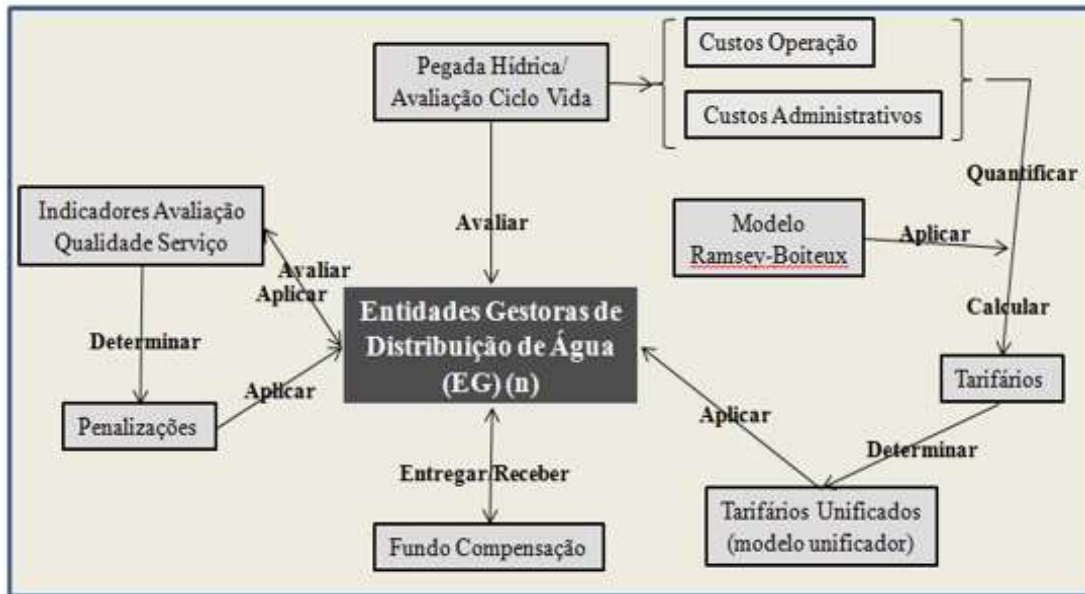 Pegada Hídrica/
Avaliação Ciclo Vida
Custos Operação
Custos Administrativos
Quantificar
Indicadores Avaliação
Qualidade Serviço
Avaliar
Modelo
Ramsey-Boiteux
Aplicar
Avaliar
Aplicar
Entidades Gestoras de
Distribuição de Água
(EG) (n)
Calcular
Determinar
Aplicar
Tarifários
Penalizações
Aplicar
Determinar
Entregar/Receber
Tarifários Unificados
(modelo unificador)
Fundo Compensação